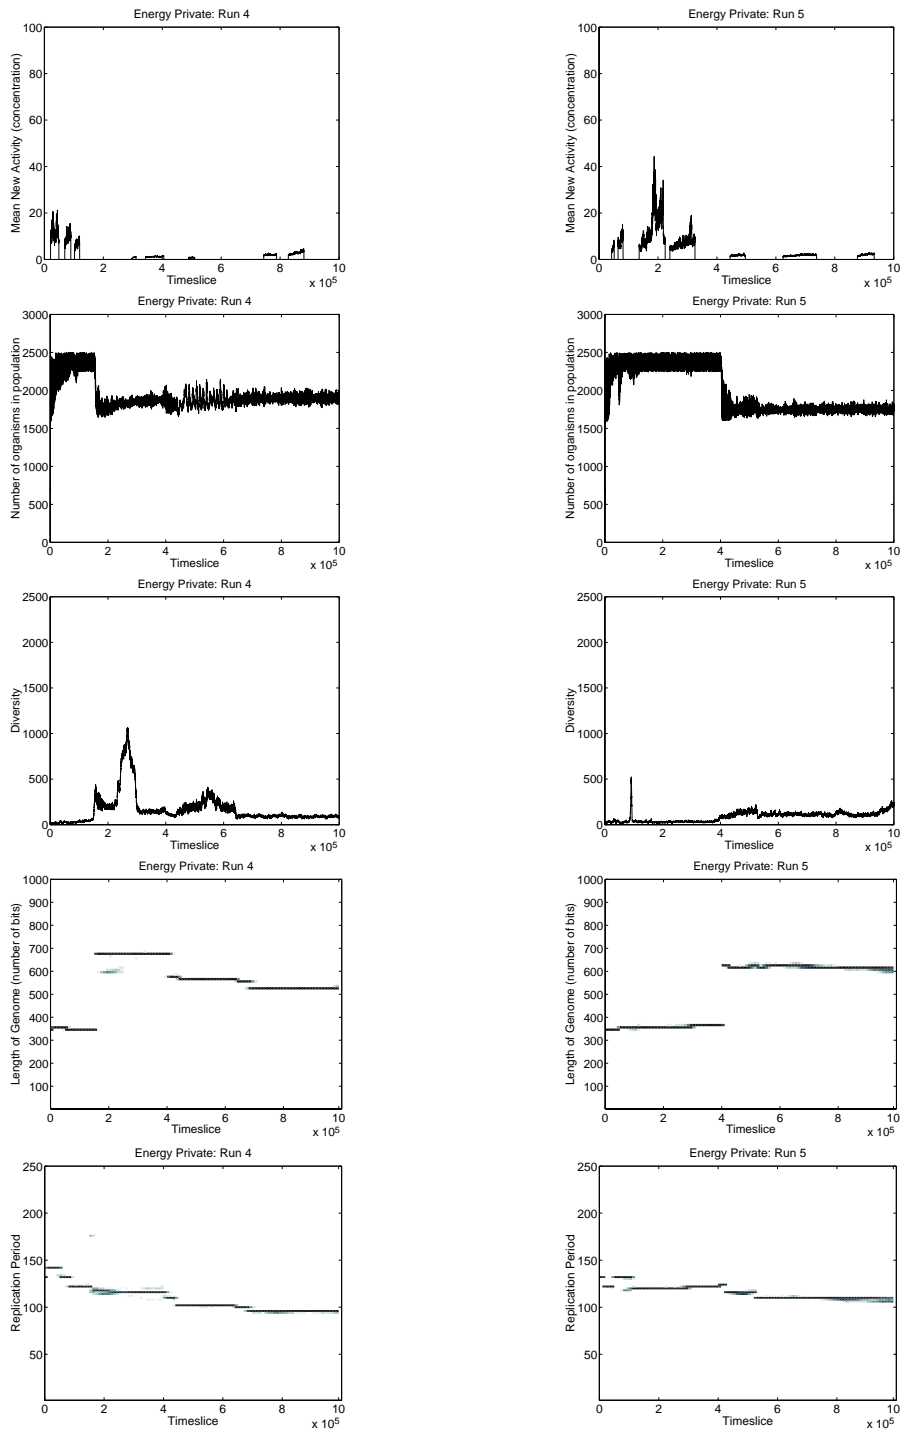 Energy Private: Run 4
Mean New Activity (concentration)
100
80
60
40
20
0
0 2 4 6 8 10
Timeslice
x 10^5
Energy Private: Run 5
Mean New Activity (concentration)
100
80
60
40
20
0
0 2 4 6 8 10
Timeslice
x 10^5
Energy Private: Run 4
Number of organisms in population
3000
2500
2000
1500
1000
500
0
0 2 4 6 8 10
Timeslice
x 10^5
Energy Private: Run 5
Number of organisms in population
3000
2500
2000
1500
1000
500
0
0 2 4 6 8 10
Timeslice
x 10^5
Energy Private: Run 4
Diversity
2500
2000
1500
1000
500
0
0 2 4 6 8 10
Timeslice
x 10^5
Energy Private: Run 5
Diversity
2500
2000
1500
1000
500
0
0 2 4 6 8 10
Timeslice
x 10^5
Energy Private: Run 4
Length of Genome (number of bits)
1000
900
800
700
600
500
400
300
200
100
0 2 4 6 8 10
Timeslice
x 10^5
Energy Private: Run 5
Length of Genome (number of bits)
1000
900
800
700
600
500
400
300
200
100
0 2 4 6 8 10
Timeslice
x 10^5
Energy Private: Run 4
Replication Period
250
200
150
100
50
0 2 4 6 8 10
Timeslice
x 10^5
Energy Private: Run 5
Replication Period
250
200
150
100
50
0 2 4 6 8 10
Timeslice
x 10^5